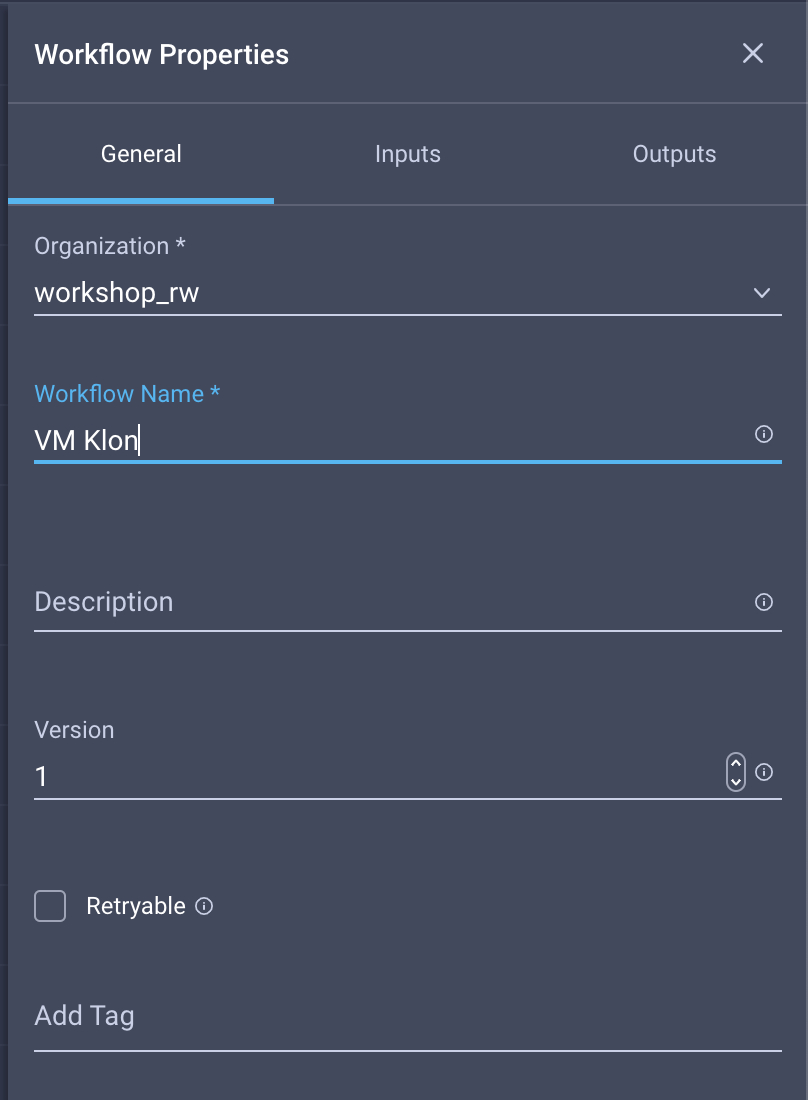 Workflow Properties
General Inputs Outputs
Organization *
workshop_rw
Workflow Name *
VM Klon
Description
Version
1
Retryable
Add Tag